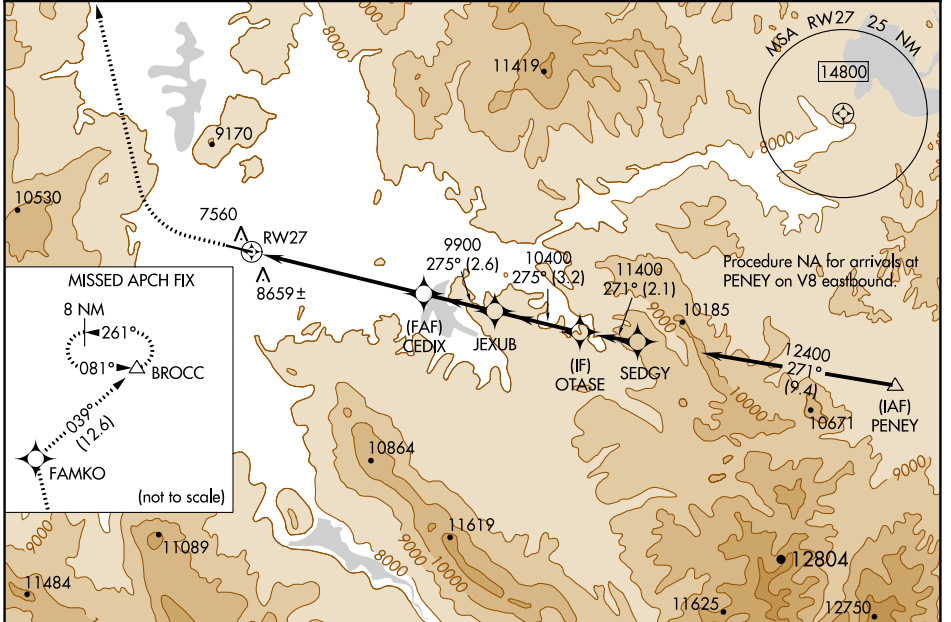 8000
11419
MSA RW27 25 NM
14800
9170
8000
10530
7560
RW27
8659 ±
9900
275° (2.6)
10400
275° (3.2)
11400
271° (2.1)
Procedure NA for arrivals at
PENEY on V8 eastbound.
9000
10185
(FAF)
CEDIX
JEXUB
(IF)
OTASE
SEDGY
12400
271°
(9.4)
(IAF)
PENEY
10000
10671
MISSED APCH FIX
8 NM
261°
081°
BROCC
039°
(12.6)
FAMKO
(not to scale)
10864
9000
9000
11089
11619
8000
9000
10000
12804
11484
11625
12750